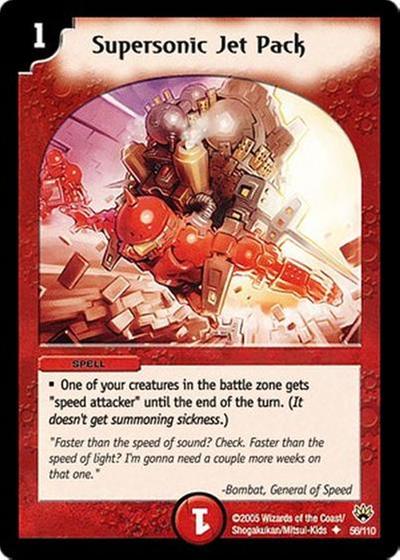 1
Supersonic Jet Pack
SPELL
▪ One of your creatures in the battle zone gets
"speed attacker" until the end of the turn. (It
doesn't get summoning sickness.)
"Faster than the speed of sound? Check. Faster than the
speed of light? I'm gonna need a couple more weeks on
that one."
-Bombat, General of Speed
1
©2005 Wizards of the Coast/
Shogakukan/Mitsui-Kids ✦ 56/110